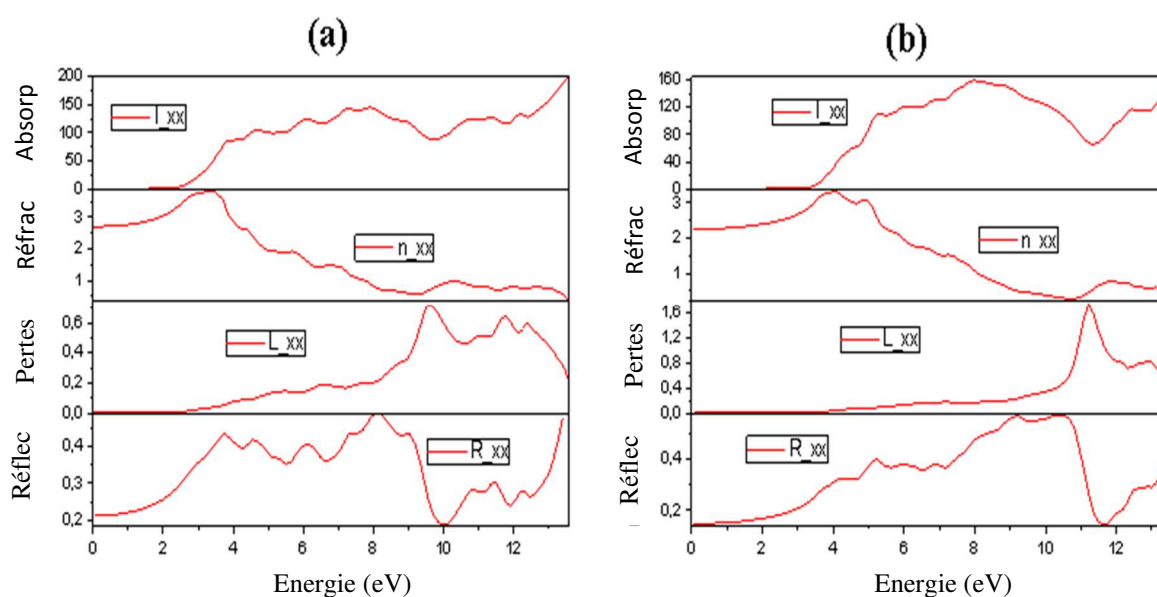 (a)
Absorp
200
150
100
50
0
I_xx
Réfrac
3
2
1
n_xx
Pertes
0,6
0,4
0,2
0,0
L_xx
Réflec
0,4
0,3
0,2
R_xx
0 2 4 6 8 10 12
Energie (eV)
(b)
Absorp
160
120
80
40
0
I_xx
Réfrac
3
2
1
n_xx
Pertes
1,6
1,2
0,8
0,4
0,0
L_xx
Réflec
0,4
0,2
R_xx
0 2 4 6 8 10 12
Energie (eV)